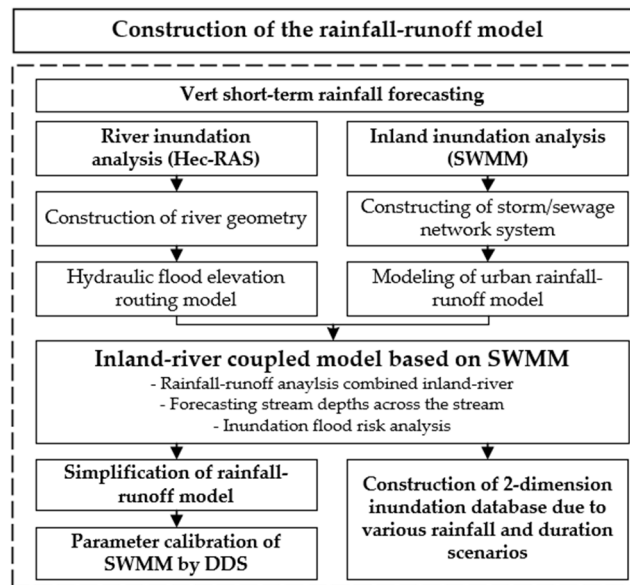 Construction of the rainfall-runoff model
Vert short-term rainfall forecasting
River inundation
analysis (Hec-RAS)
Inland inundation analysis
(SWMM)
Construction of river geometry
Constructing of storm/sewage
network system
Hydraulic flood elevation
routing model
Modeling of urban rainfall-
runoff model
Inland-river coupled model based on SWMM
- Rainfall-runoff anaylsis combined inland-river
- Forecasting stream depths across the stream
- Inundation flood risk analysis
Simplification of rainfall-
runoff model
Parameter calibration of
SWMM by DDS
Construction of 2-dimension
inundation database due to
various rainfall and duration
scenarios